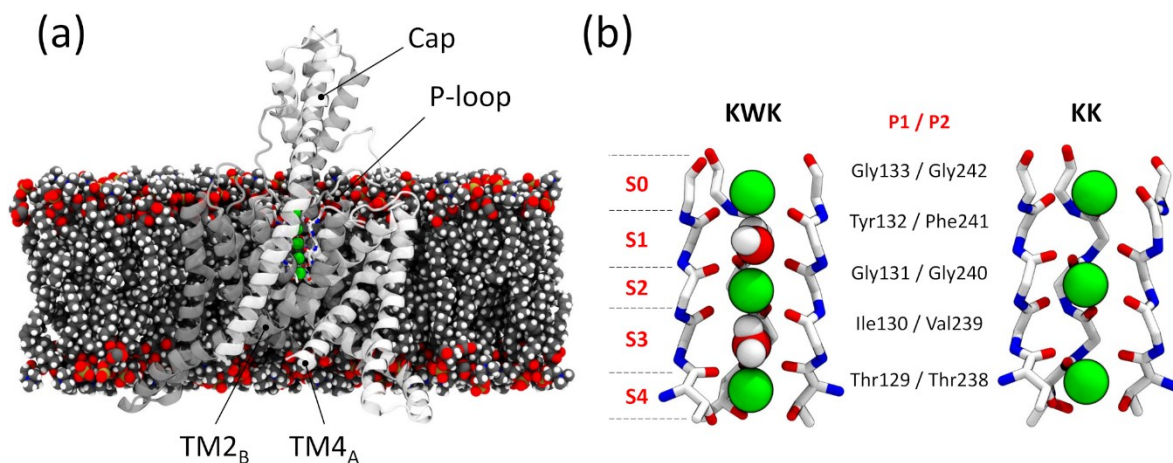 (a)
Cap
P-loop
TM2B
TM4A
(b)
KWK
P1 / P2
KK
S0
Gly133 / Gly242
S1
Tyr132 / Phe241
S2
Gly131 / Gly240
S3
Ile130 / Val239
S4
Thr129 / Thr238